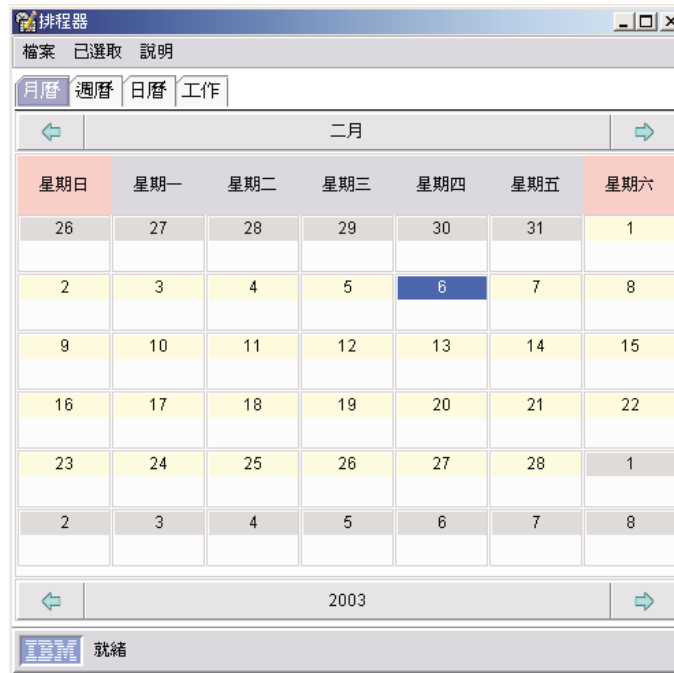 排程器
檔案 已選取 說明
月曆 週曆 日曆 工作
二月
星期日 星期一 星期二 星期三 星期四 星期五 星期六
26 27 28 29 30 31 1
2 3 4 5 6 7 8
9 10 11 12 13 14 15
16 17 18 19 20 21 22
23 24 25 26 27 28 1
2 3 4 5 6 7 8
2003
IBM 就緒